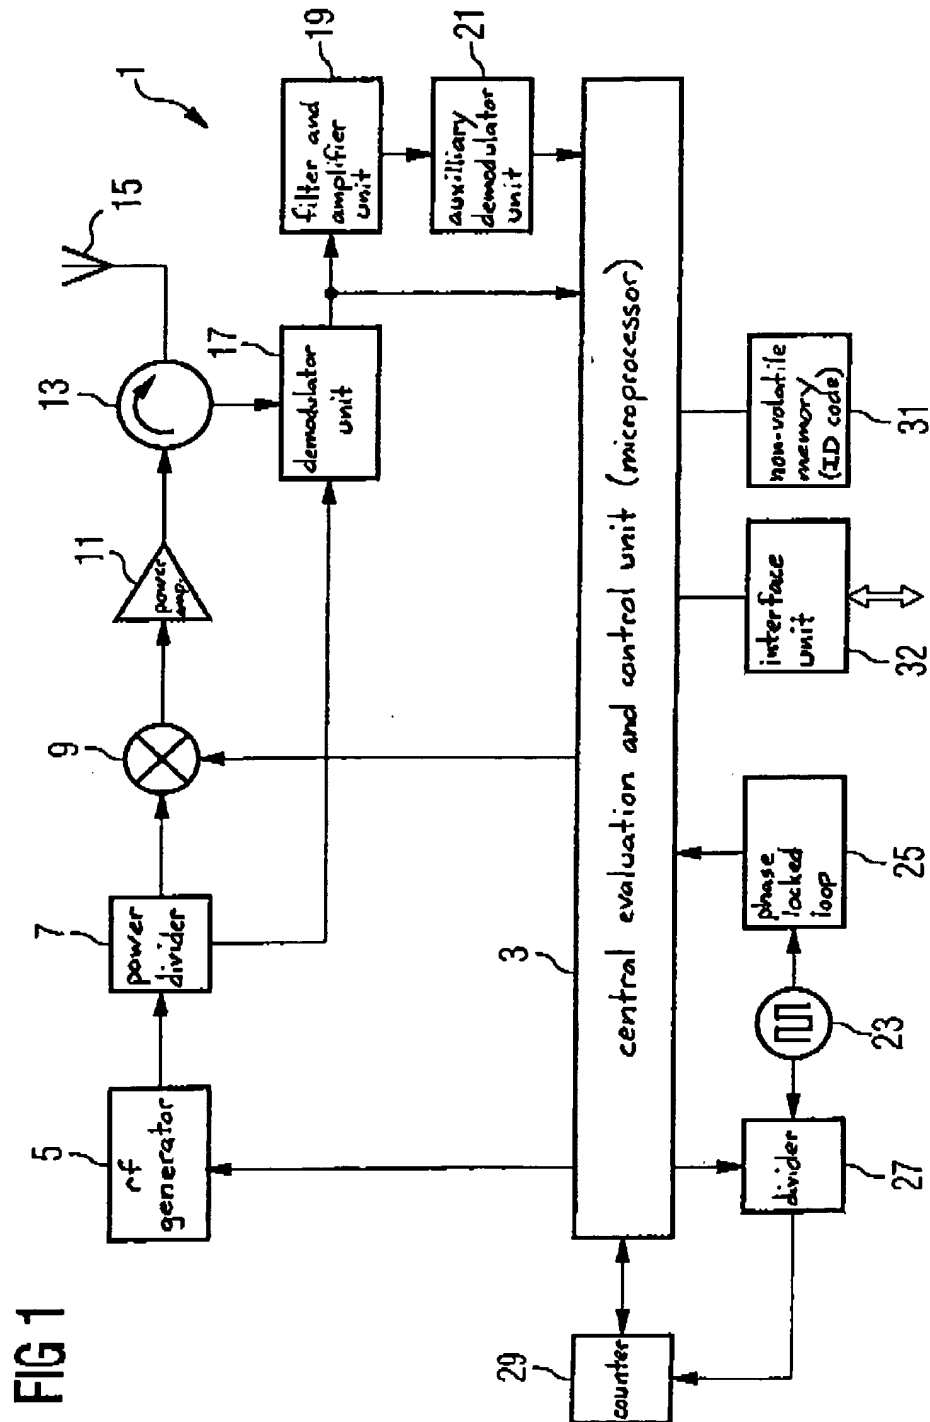 FIG 1
1
5
rf
generator
7
power
divider
9
11
power
amp.
13
15
17
demodulator
unit
19
filter and
amplifier
unit
21
auxilliary
demodulator
unit
3
central evaluation and control unit (microprocessor)
29
counter
divider
27
23
phase
locked
loop
25
interface
unit
32
non-volatile
memory
(ID code)
31